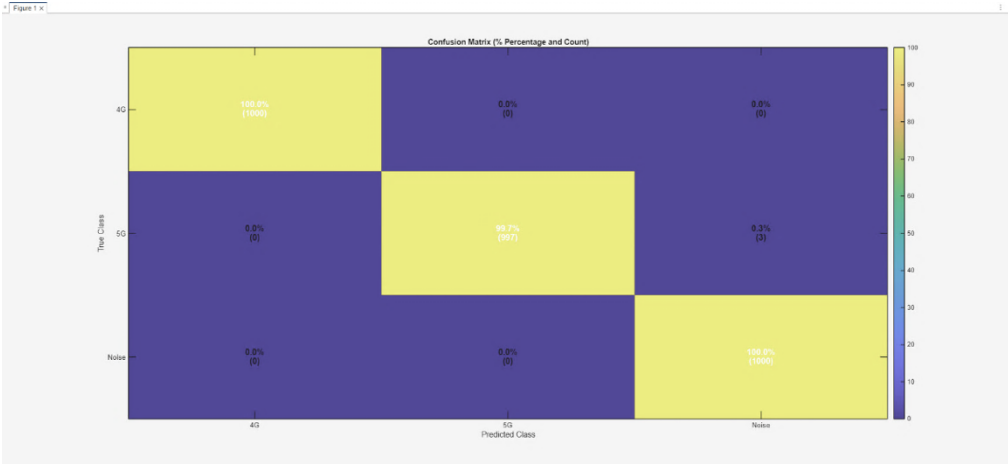 Figure 1 ×
Confusion Matrix (% Percentage and Count)
100.0%
(1000)
0.0%
(0)
0.0%
(0)
0.0%
(0)
99.7%
(997)
0.3%
(3)
0.0%
(0)
0.0%
(0)
100.0%
(1000)
4G
5G
Noise
True Class
4G
5G
Noise
Predicted Class
100
90
80
70
60
50
40
30
20
10
0